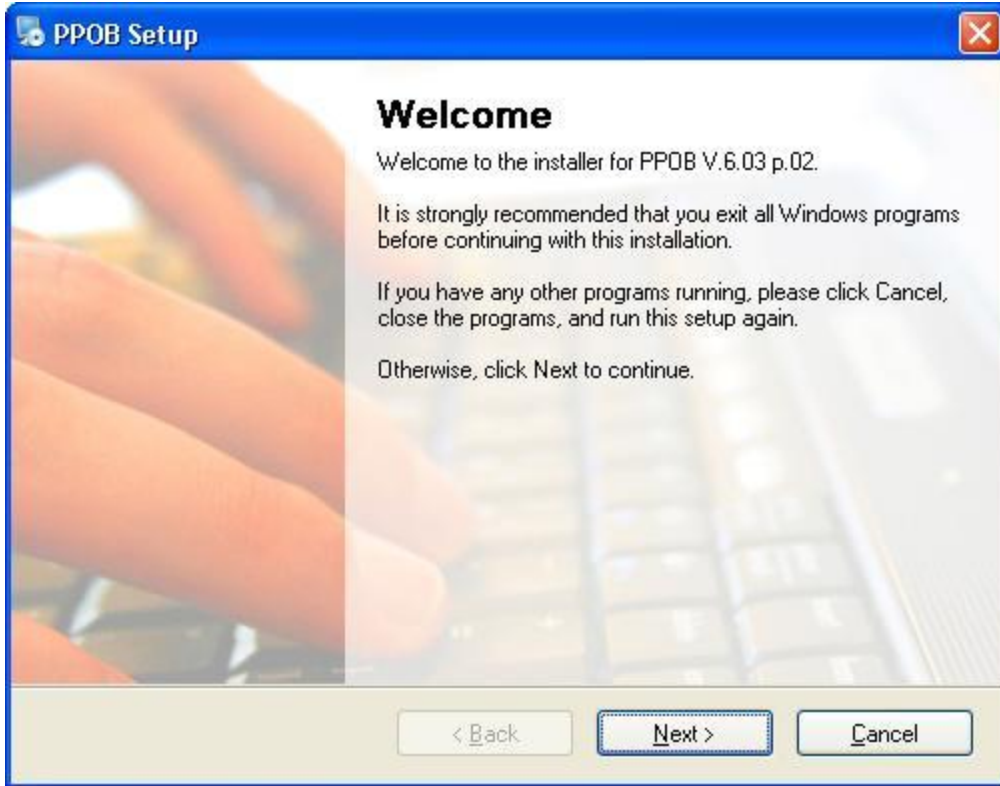 PPOB Setup
Welcome
Welcome to the installer for PPOB V.6.03 p.02.
It is strongly recommended that you exit all Windows programs
before continuing with this installation.
If you have any other programs running, please click Cancel,
close the programs, and run this setup again.
Otherwise, click Next to continue.
< Back
Next >
Cancel